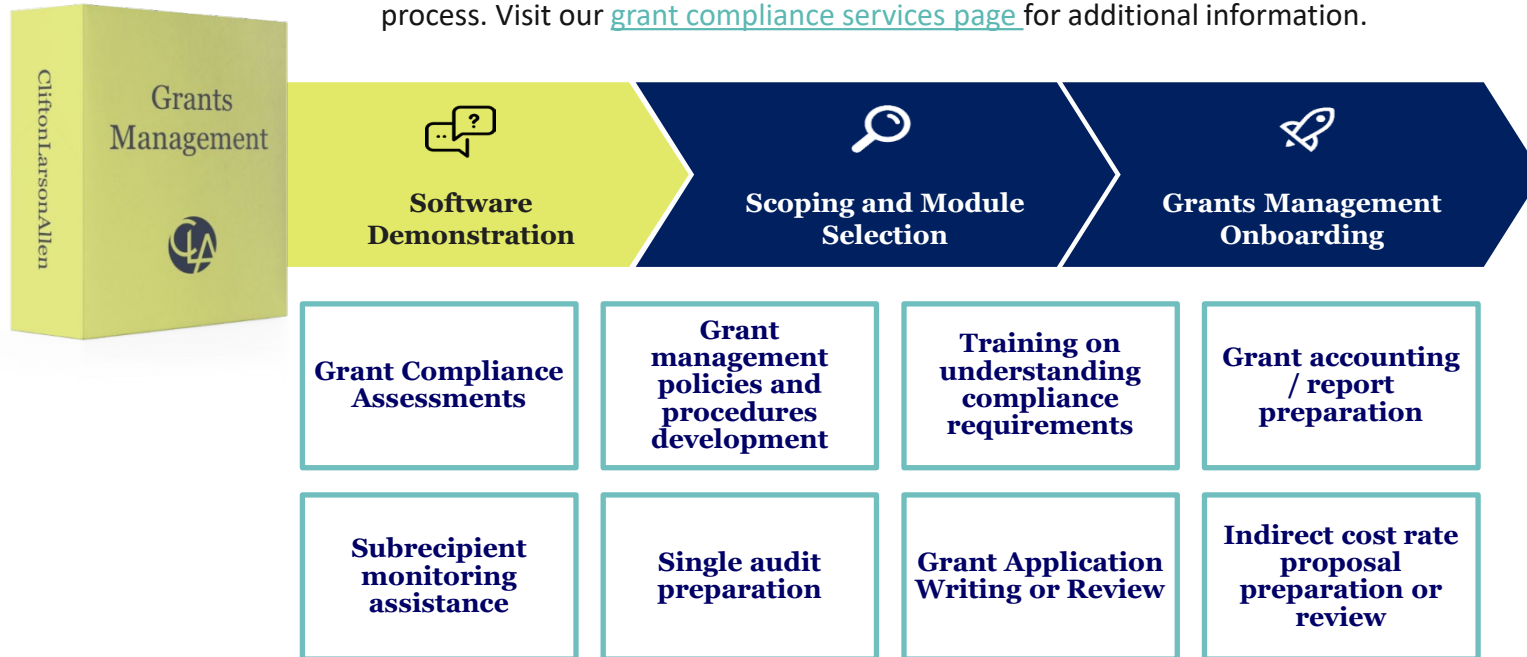 process. Visit our grant compliance services page for additional information.
CliftonLarsonAllen
Grants
Management
CLA
..
?
Software
Demonstration
Scoping and Module
Selection
Grants Management
Onboarding
Grant Compliance
Assessments
Grant
management
policies and
procedures
development
Training on
understanding
compliance
requirements
Grant accounting
/ report
preparation
Subrecipient
monitoring
assistance
Single audit
preparation
Grant Application
Writing or Review
Indirect cost rate
proposal
preparation or
review